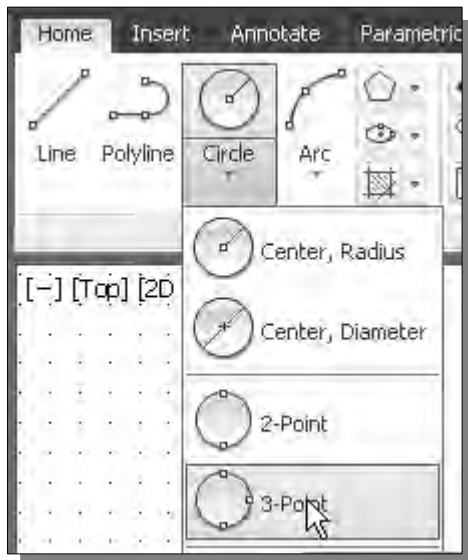 Home Insert Annotate Parametric
Line Polyline Circle Arc
Center, Radius
[-] [Top] [2D
Center, Diameter
2-Point
3-Point